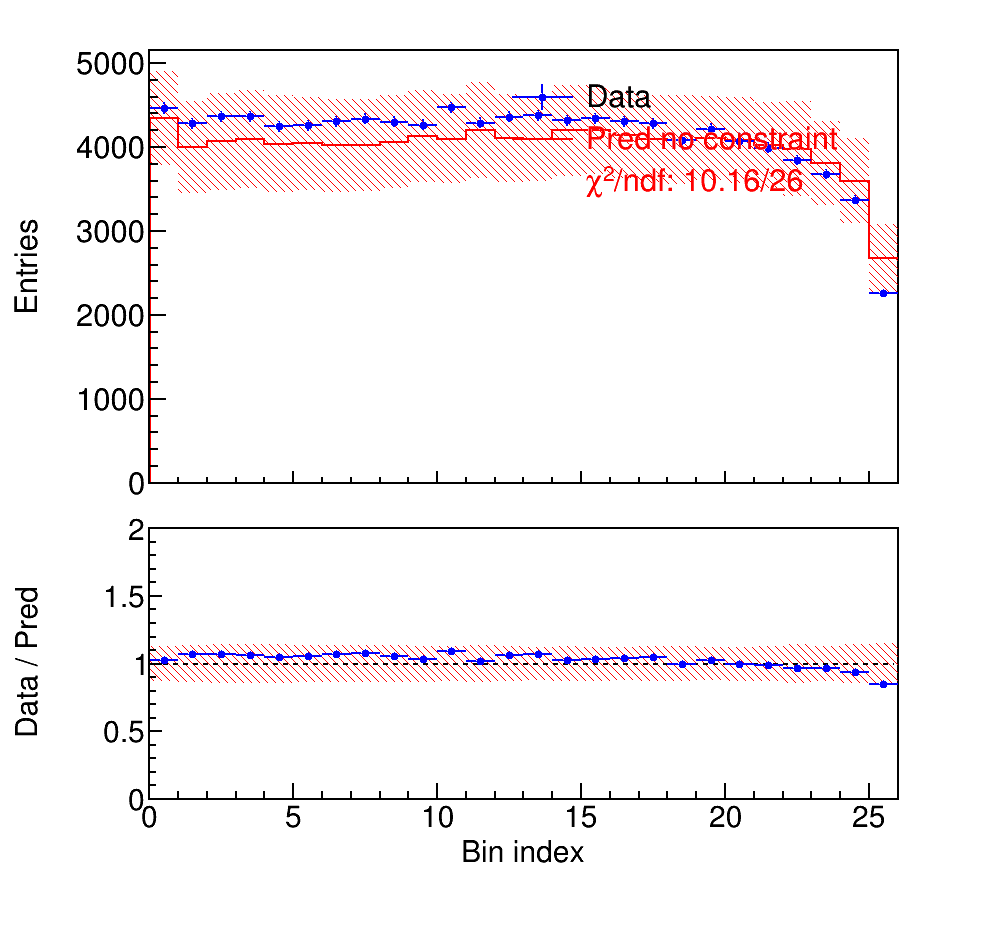 5000
4000
3000
2000
1000
0
Entries
Data
Pred no constraint
χ²/ndf: 10.16/26
2
1.5
1
0.5
0
Data / Pred
0 5 10 15 20 25
Bin index